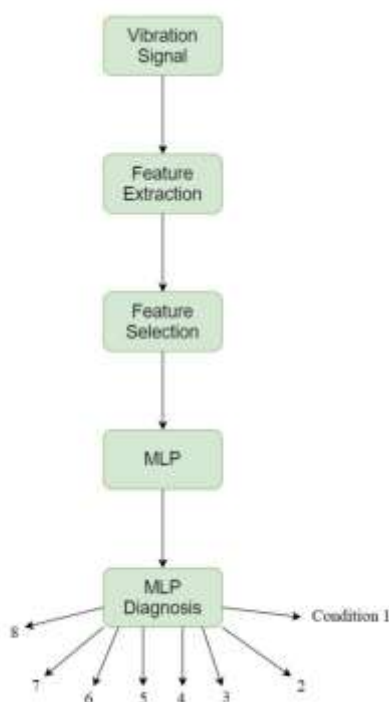 Vibration
Signal
Feature
Extraction
Feature
Selection
MLP
MLP
Diagnosis
Condition 1
8
7
6
5
4
3
2